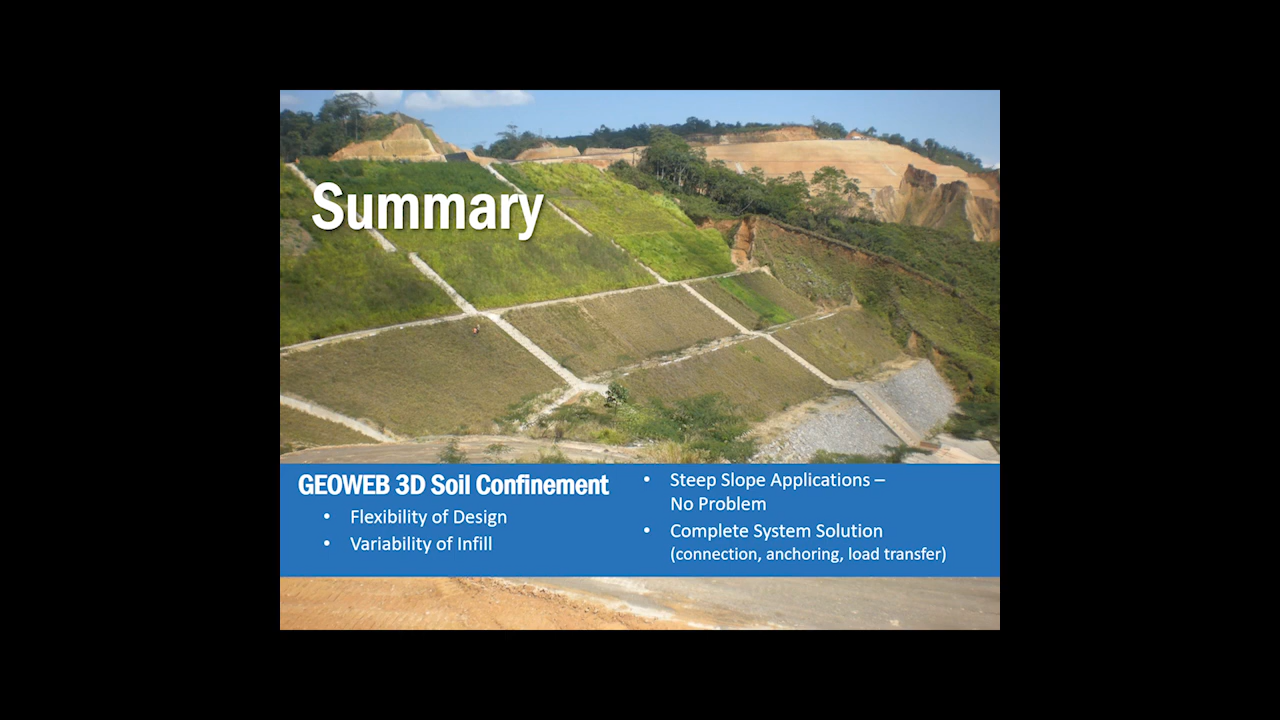 Summary
GEOWEB 3D Soil Confinement
• Flexibility of Design
• Variability of Infill
• Steep Slope Applications –
No Problem
• Complete System Solution
(connection, anchoring, load transfer)